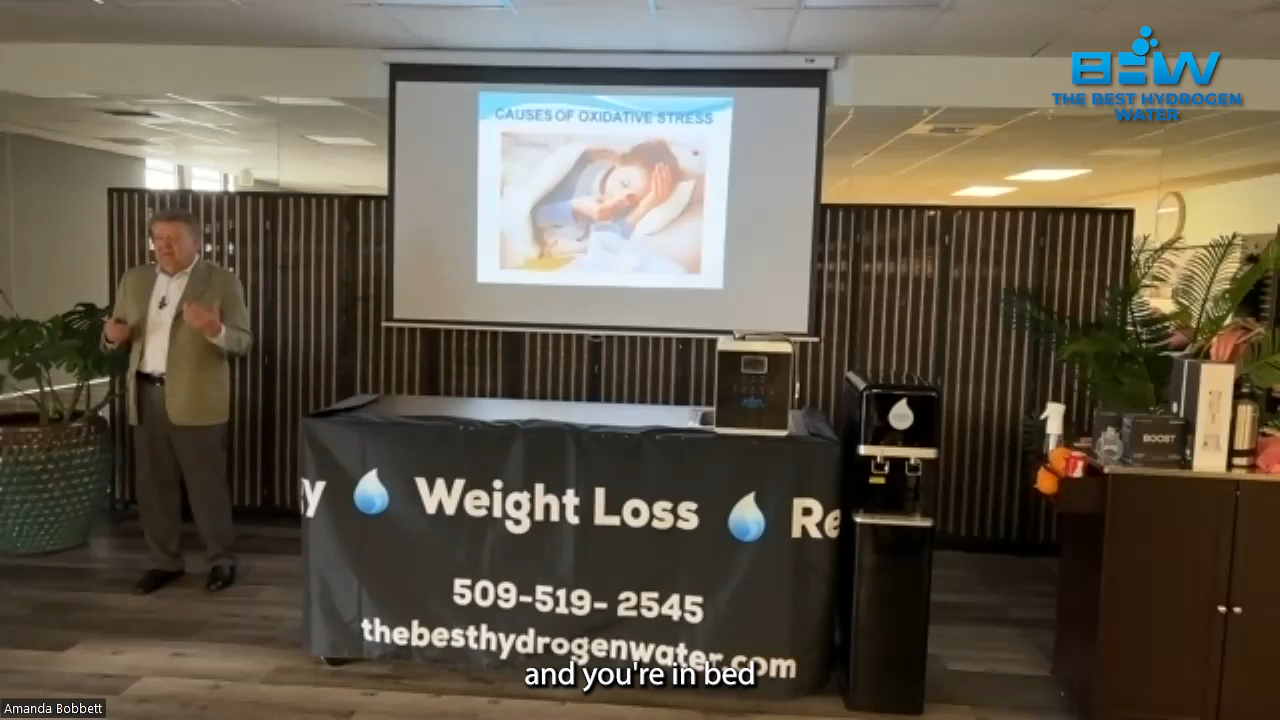 BHW
THE BEST HYDROGEN
WATER
CAUSES OF OXIDATIVE STRESS
BOOST
y Weight Loss Re
509-519- 2545
thebesthydrogenwater.com
and you're in bed
Amanda Bobbett